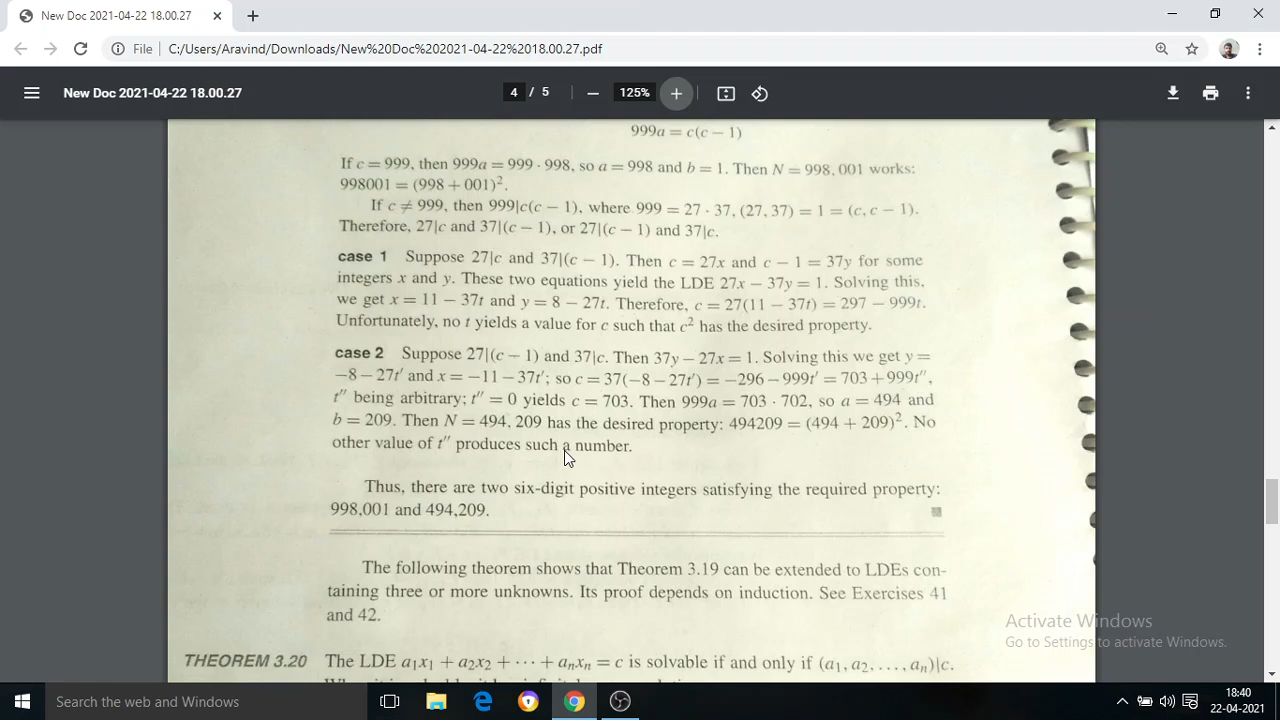 New Doc 2021-04-22 18.00.27
File C:/Users/Aravind/Downloads/New%20Doc%202021-04-22%2018.00.27.pdf
New Doc 2021-04-22 18.00.27
4 / 5
125%
999a = c(c − 1)
If c = 999, then 999a = 999 · 998, so a = 998 and b = 1. Then N = 998, 001 works:
998001 = (998 + 001)².
If c ≠ 999, then 999|c(c − 1), where 999 = 27 · 37, (27, 37) = 1 = (c, c − 1).
Therefore, 27|c and 37|(c − 1), or 27|(c − 1) and 37|c.
case 1 Suppose 27|c and 37|(c − 1). Then c = 27x and c − 1 = 37y for some
integers x and y. These two equations yield the LDE 27x − 37y = 1. Solving this,
we get x = 11 − 37t and y = 8 − 27t. Therefore, c = 27(11 − 37t) = 297 − 999t.
Unfortunately, no t yields a value for c such that c² has the desired property.
case 2 Suppose 27|(c − 1) and 37|c. Then 37y − 27x = 1. Solving this we get y =
−8 − 27t′ and x = −11 − 37t′; so c = 37(−8 − 27t′) = −296 − 999t′ = 703 + 999t″,
t″ being arbitrary; t″ = 0 yields c = 703. Then 999a = 703 · 702, so a = 494 and
b = 209. Then N = 494, 209 has the desired property: 494209 = (494 + 209)². No
other value of t″ produces such a number.
Thus, there are two six-digit positive integers satisfying the required property:
998,001 and 494,209.
The following theorem shows that Theorem 3.19 can be extended to LDEs con-
taining three or more unknowns. Its proof depends on induction. See Exercises 41
and 42.
THEOREM 3.20 The LDE a₁x₁ + a₂x₂ + ··· + aₙxₙ = c is solvable if and only if (a₁, a₂, ..., aₙ)|c.
Activate Windows
Go to Settings to activate Windows.
Search the web and Windows
18:40
22-04-2021